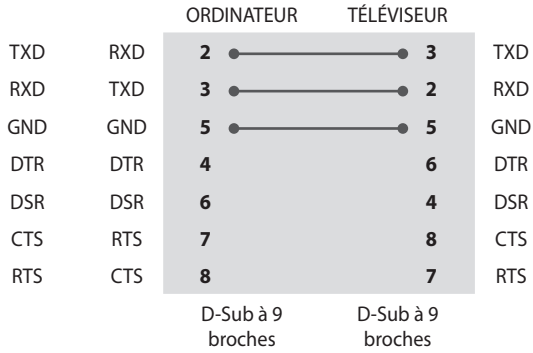 ORDINATEUR TÉLÉVISEUR
TXD RXD 2 3 TXD
RXD TXD 3 2 RXD
GND GND 5 5 GND
DTR DTR 4 6 DTR
DSR DSR 6 4 DSR
CTS RTS 7 8 CTS
RTS CTS 8 7 RTS
D-Sub à 9 D-Sub à 9
broches broches